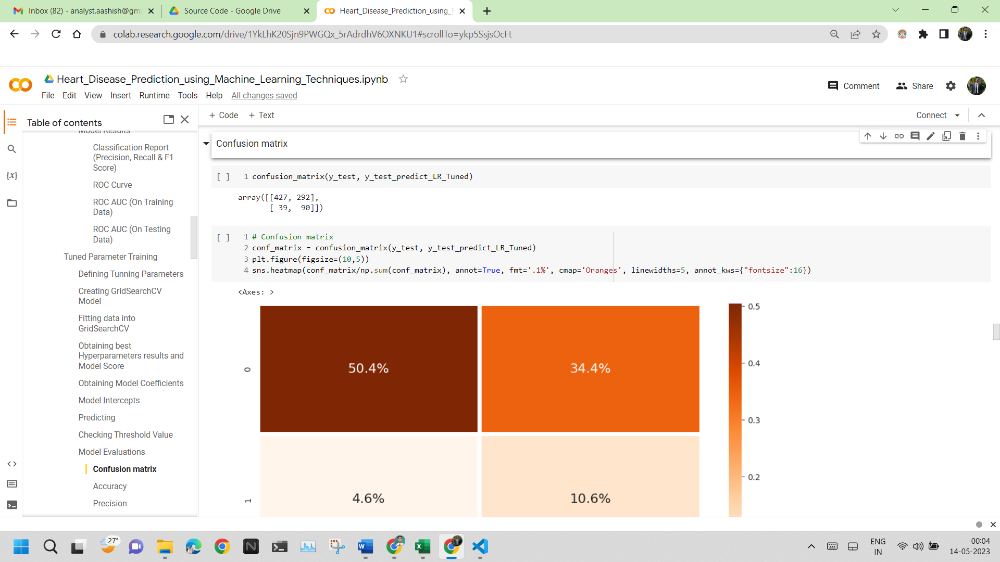 Inbox (82) - analyst.aashish@gm
Source Code - Google Drive
Heart_Disease_Prediction_using_
colab.research.google.com/drive/1YkLhK20Sjn9PWGQx_5rAdrdhV6OXNKU1#scrollTo=ykp5SsjsOcFt
Heart_Disease_Prediction_using_Machine_Learning_Techniques.ipynb
File Edit View Insert Runtime Tools Help All changes saved
Comment
Share
Table of contents
Model Results
Classification Report
(Precision, Recall & F1
Score)
ROC Curve
ROC AUC (On Training
Data)
ROC AUC (On Testing
Data)
Tuned Parameter Training
Defining Tunning Parameters
Creating GridSearchCV
Model
Fitting data into
GridSearchCV
Obtaining best
Hyperparameters results and
Model Score
Obtaining Model Coefficients
Model Intercepts
Predicting
Checking Threshold Value
Model Evaluations
Confusion matrix
Accuracy
Precision
{x}
+ Code + Text
Connect
Confusion matrix
[ ] 1 confusion_matrix(y_test, y_test_predict_LR_Tuned)
array([[427, 292],
[ 39, 90]])
[ ] 1 # Confusion matrix
2 conf_matrix = confusion_matrix(y_test, y_test_predict_LR_Tuned)
3 plt.figure(figsize=(10,5))
4 sns.heatmap(conf_matrix/np.sum(conf_matrix), annot=True, fmt='.1%', cmap='Oranges', linewidths=5, annot_kws={"fontsize":16})
<Axes: >
0
50.4%
34.4%
1
4.6%
10.6%
0.5
0.4
0.3
0.2
27°
ENG
IN
00:04
14-05-2023